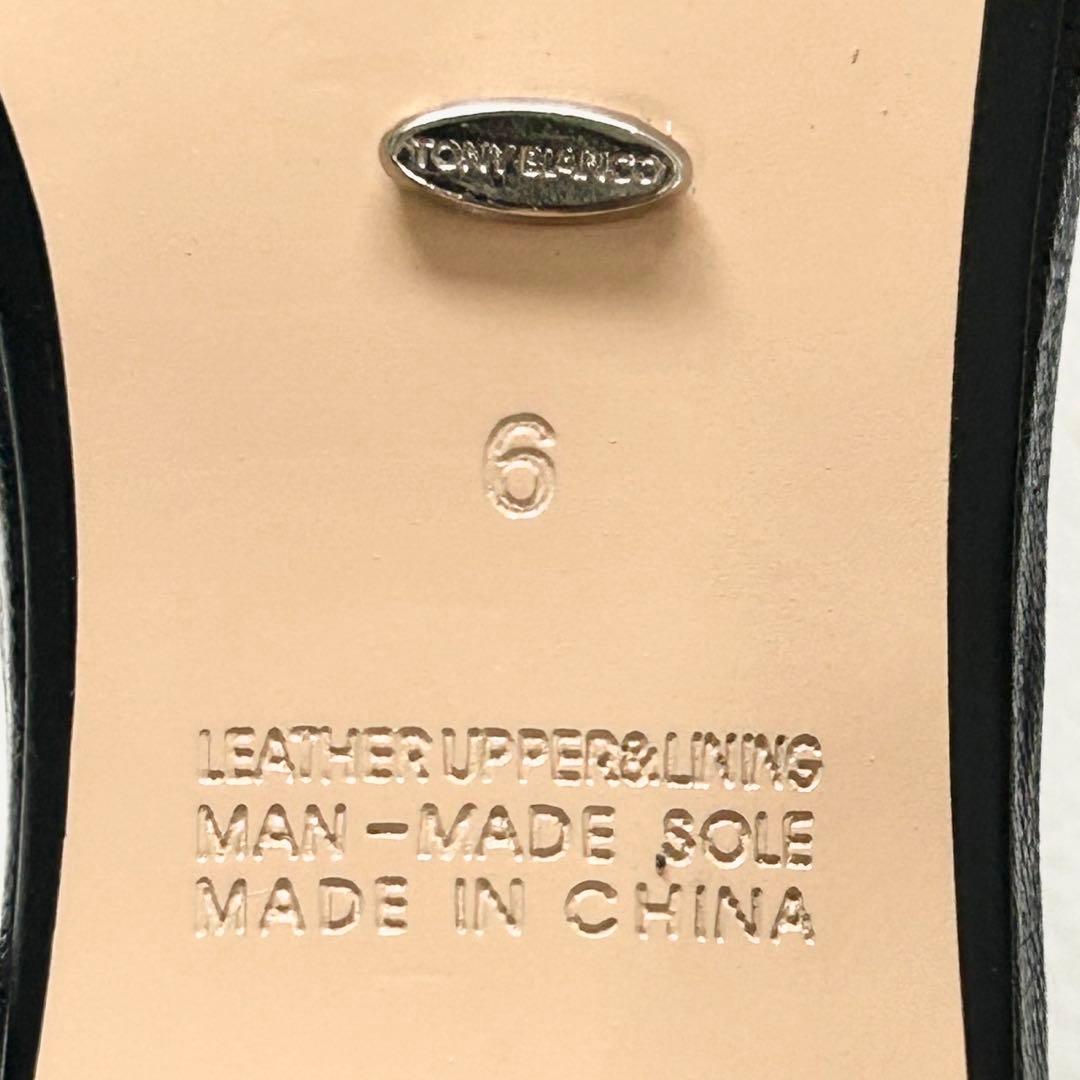 TONY BIANCO
6
LEATHER UPPER&LINING
MAN-MADE SOLE
MADE IN CHINA